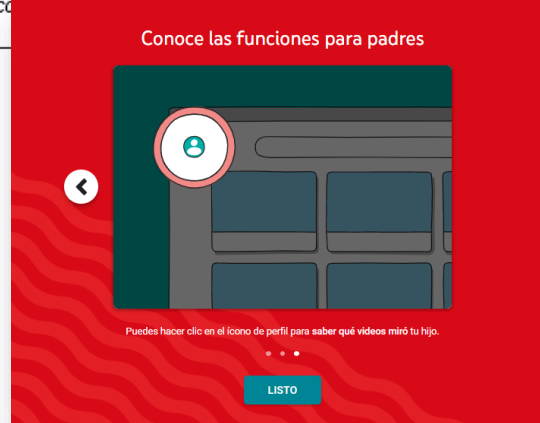 Conoce las funciones para padres
Puedes hacer clic en el ícono de perfil para saber qué videos miró tu hijo.
LISTO